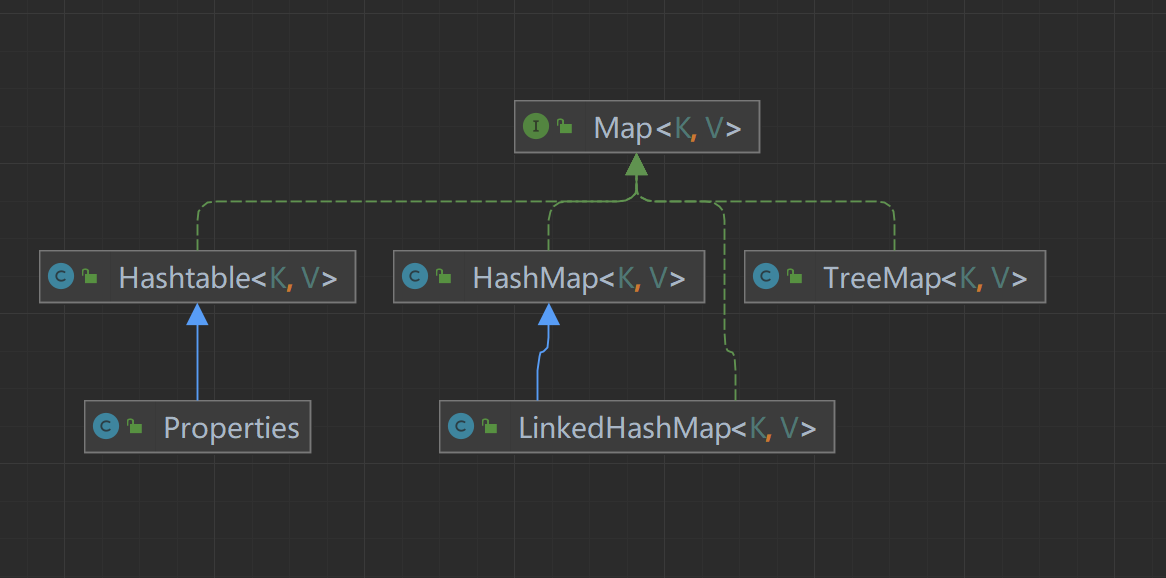 I Map<K, V>
C Hashtable<K, V>
C HashMap<K, V>
C TreeMap<K, V>
C Properties
C LinkedHashMap<K, V>